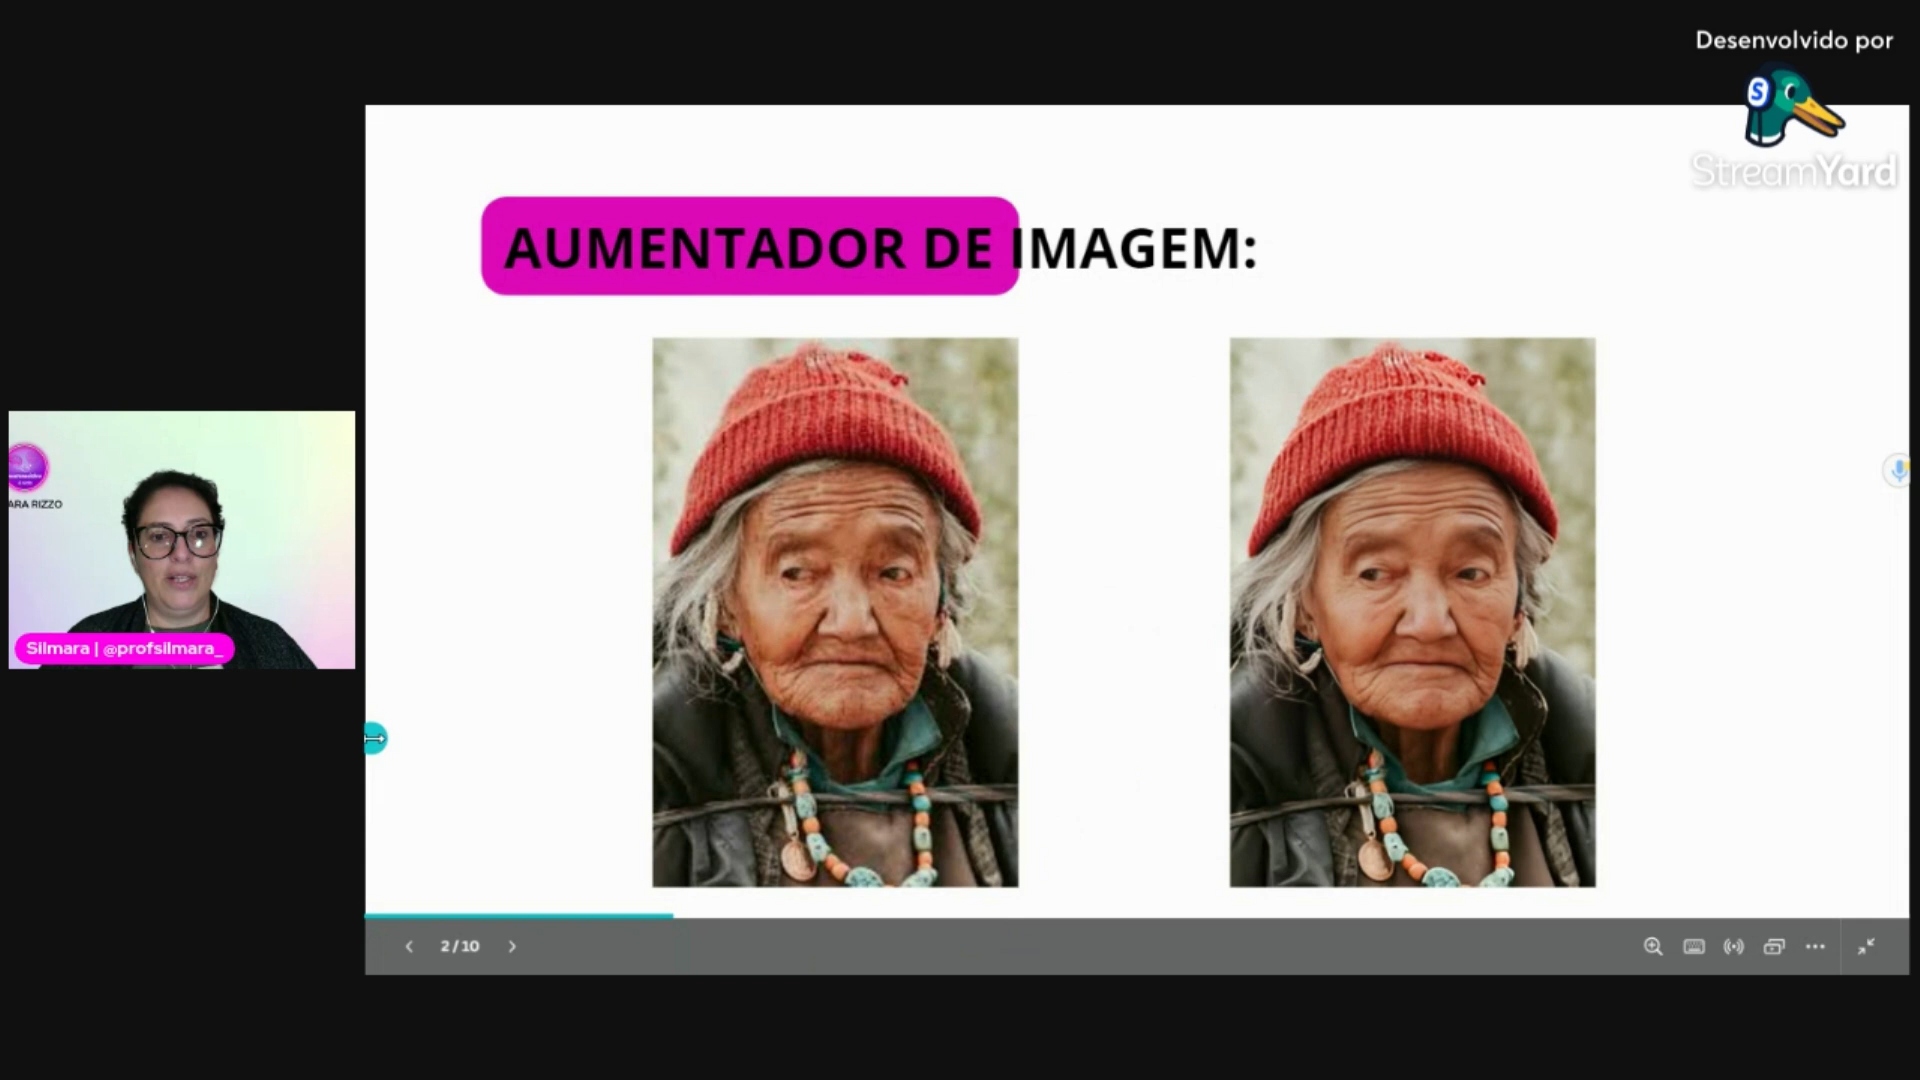 Desenvolvido por
S
StreamYard
AUMENTADOR DE IMAGEM:
ARA RIZZO
Silmara | @profsilmara_
2 / 10